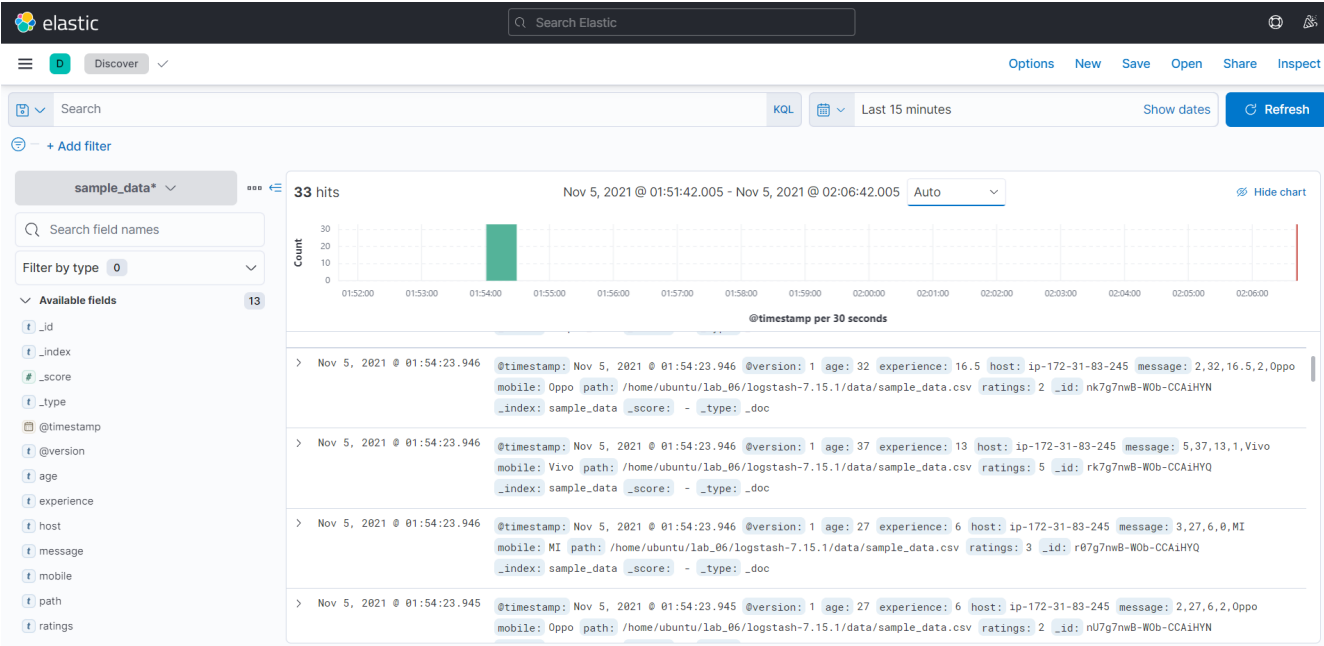 elastic
Search Elastic
D Discover
Options New Save Open Share Inspect
Search KQL Last 15 minutes Show dates Refresh
+ Add filter
sample_data*
Search field names
Filter by type 0
Available fields 13
t _id
t _index
# _score
t _type
@timestamp
t @version
t age
t experience
t host
t message
t mobile
t path
t ratings
33 hits Nov 5, 2021 @ 01:51:42.005 - Nov 5, 2021 @ 02:06:42.005 Auto Hide chart
Count
30
20
10
0
01:52:00 01:53:00 01:54:00 01:55:00 01:56:00 01:57:00 01:58:00 01:59:00 02:00:00 02:01:00 02:02:00 02:03:00 02:04:00 02:05:00 02:06:00
@timestamp per 30 seconds
Nov 5, 2021 @ 01:54:23.946 @timestamp: Nov 5, 2021 @ 01:54:23.946 @version: 1 age: 32 experience: 16.5 host: ip-172-31-83-245 message: 2,32,16.5,2,Oppo
mobile: Oppo path: /home/ubuntu/lab_06/logstash-7.15.1/data/sample_data.csv ratings: 2 _id: nk7g7nwB-WOb-CCAiHYN
_index: sample_data _score: - _type: _doc
Nov 5, 2021 @ 01:54:23.946 @timestamp: Nov 5, 2021 @ 01:54:23.946 @version: 1 age: 37 experience: 13 host: ip-172-31-83-245 message: 5,37,13,1,Vivo
mobile: Vivo path: /home/ubuntu/lab_06/logstash-7.15.1/data/sample_data.csv ratings: 5 _id: rk7g7nwB-WOb-CCAiHYQ
_index: sample_data _score: - _type: _doc
Nov 5, 2021 @ 01:54:23.946 @timestamp: Nov 5, 2021 @ 01:54:23.946 @version: 1 age: 27 experience: 6 host: ip-172-31-83-245 message: 3,27,6,0,MI
mobile: MI path: /home/ubuntu/lab_06/logstash-7.15.1/data/sample_data.csv ratings: 3 _id: r07g7nwB-WOb-CCAiHYQ
_index: sample_data _score: - _type: _doc
Nov 5, 2021 @ 01:54:23.945 @timestamp: Nov 5, 2021 @ 01:54:23.945 @version: 1 age: 27 experience: 6 host: ip-172-31-83-245 message: 2,27,6,2,Oppo
mobile: Oppo path: /home/ubuntu/lab_06/logstash-7.15.1/data/sample_data.csv ratings: 2 _id: nU7g7nwB-WOb-CCAiHYN